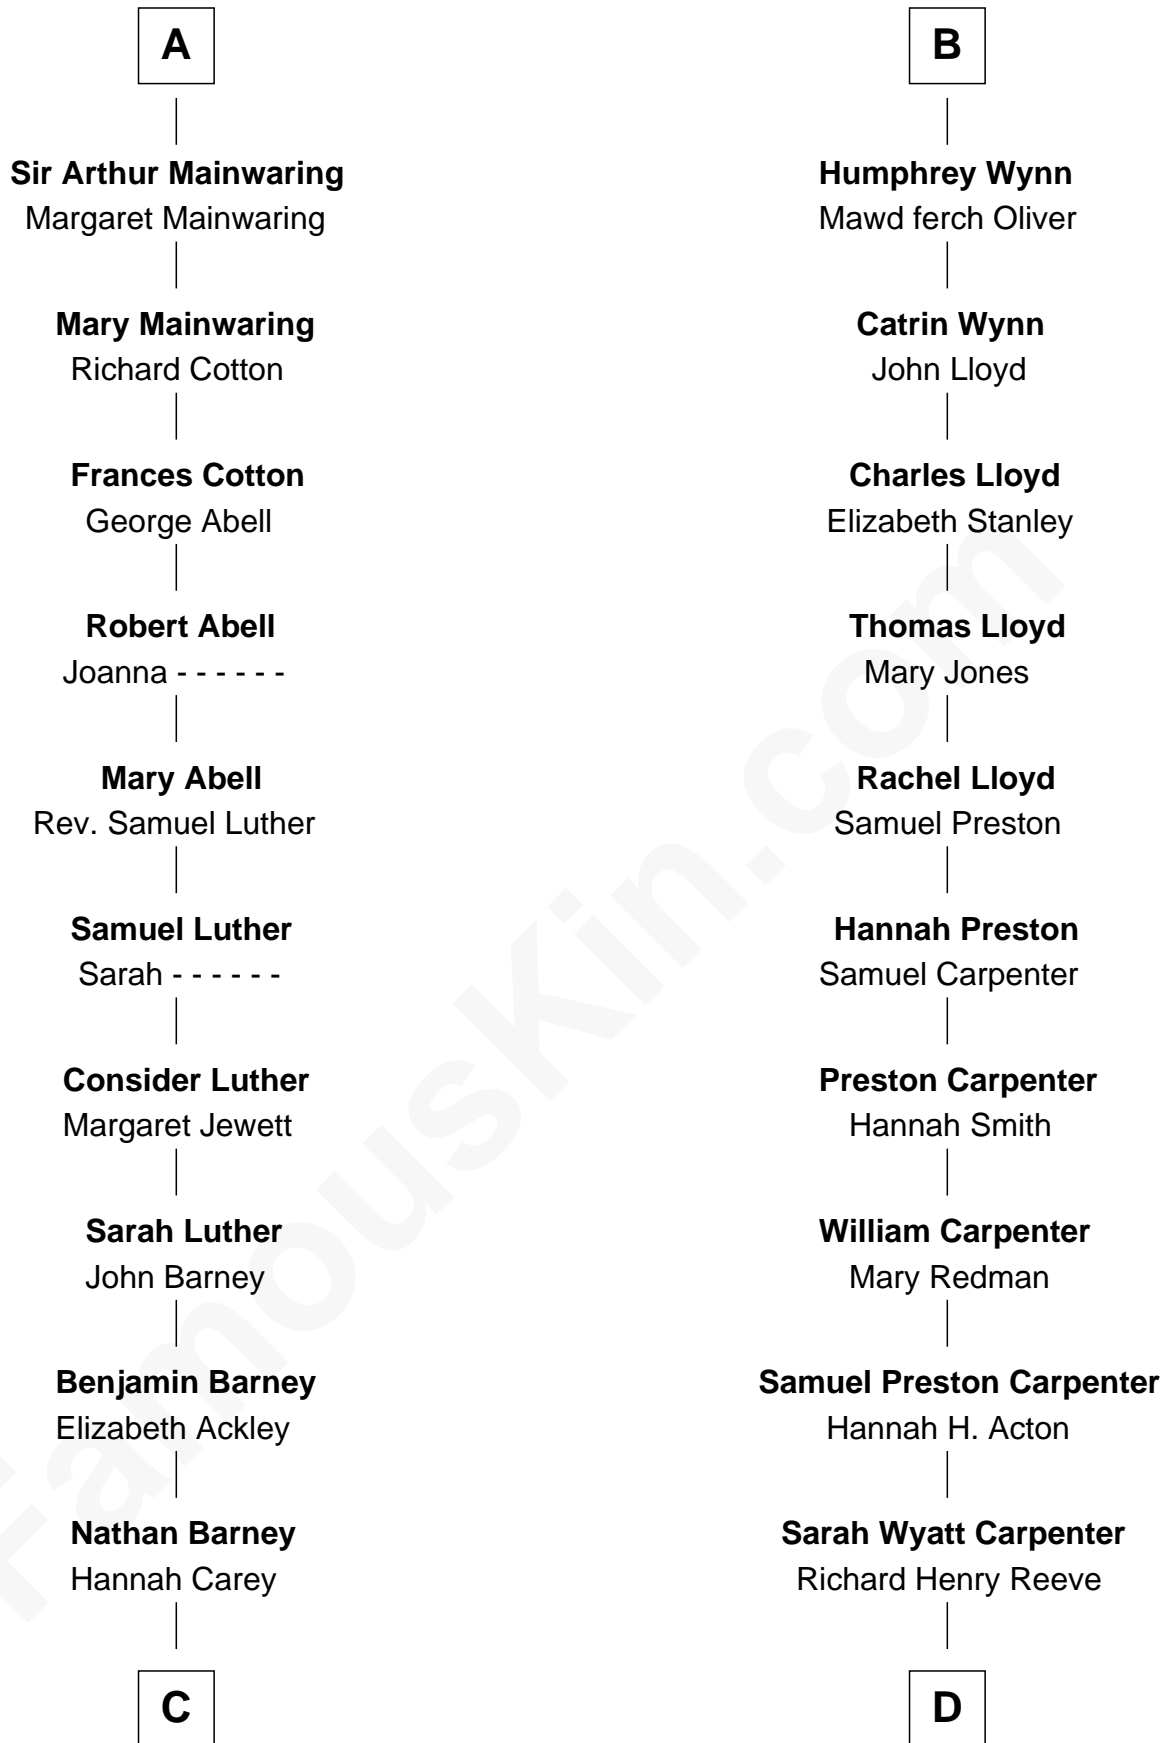 A
Sir Arthur Mainwaring
Margaret Mainwaring
Mary Mainwaring
Richard Cotton
Frances Cotton
George Abell
Robert Abell
Joanna - - - - - -
Mary Abell
Rev. Samuel Luther
Samuel Luther
Sarah - - - - - -
Consider Luther
Margaret Jewett
Sarah Luther
John Barney
Benjamin Barney
Elizabeth Ackley
Nathan Barney
Hannah Carey
C
B
Humphrey Wynn
Mawd ferch Oliver
Catrin Wynn
John Lloyd
Charles Lloyd
Elizabeth Stanley
Thomas Lloyd
Mary Jones
Rachel Lloyd
Samuel Preston
Hannah Preston
Samuel Carpenter
Preston Carpenter
Hannah Smith
William Carpenter
Mary Redman
Samuel Preston Carpenter
Hannah H. Acton
Sarah Wyatt Carpenter
Richard Henry Reeve
D
FamousKin.com